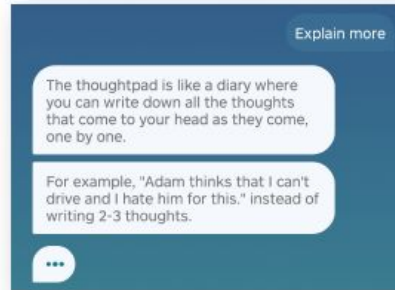 Explain more
The thoughtpad is like a diary where
you can write down all the thoughts
that come to your head as they come,
one by one.
For example, "Adam thinks that I can't
drive and I hate him for this." instead of
writing 2-3 thoughts.